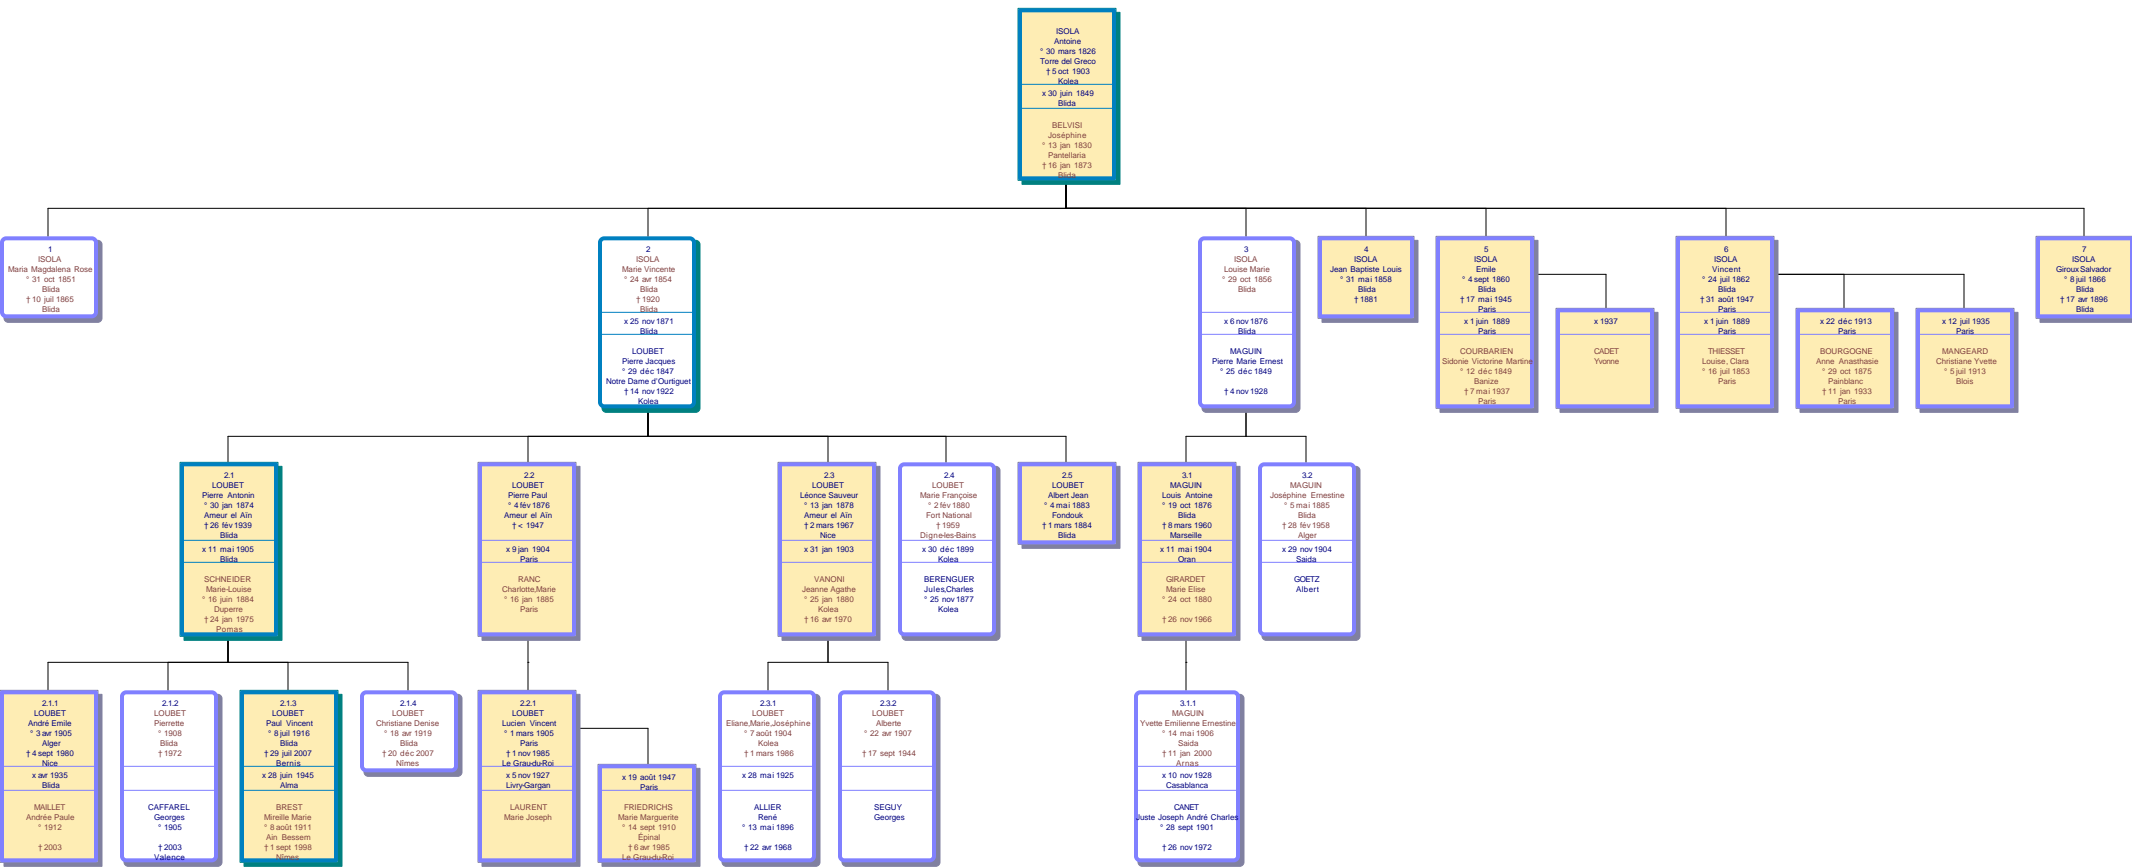 ISOLA
Antoine
° 30 mars 1826
Torre del Greco
† 5 oct 1903
Kolea
x 30 juin 1849
Blida
BELVISI
Joséphine
° 13 jan 1830
Pantellaria
† 16 jan 1873
Blida
1
ISOLA
Maria Magdalena Rose
° 31 oct 1851
Blida
† 10 juil 1865
Blida
2
ISOLA
Marie Vincente
° 24 avr 1854
Blida
† 1920
Blida
x 25 nov 1871
Blida
LOUBET
Pierre Jacques
° 29 déc 1847
Notre Dame d'Ourtiguet
† 14 nov 1922
Kolea
3
ISOLA
Louise Marie
° 29 oct 1856
Blida
x 6 nov 1876
Blida
MAGUIN
Pierre Marie Ernest
° 25 déc 1849
† 4 nov 1928
4
ISOLA
Jean Baptiste Louis
° 31 mai 1858
Blida
† 1881
5
ISOLA
Emile
° 4 sept 1860
Blida
† 17 mai 1945
Paris
x 1 juin 1889
Paris
COURBARIEN
Sidonie Victorine Martine
° 12 déc 1849
Banize
† 7 mai 1937
Paris
x 1937
CADET
Yvonne
6
ISOLA
Vincent
° 24 juil 1862
Blida
† 31 août 1947
Paris
x 1 juin 1889
Paris
THIESSET
Louise, Clara
° 16 juil 1853
Paris
x 22 déc 1913
Paris
BOURGOGNE
Anne Anasthasie
° 29 oct 1875
Painblanc
† 11 jan 1933
Paris
x 12 juil 1935
Paris
MANGEARD
Christiane Yvette
° 5 juil 1913
Blois
7
ISOLA
Giroux Salvador
° 8 juil 1866
Blida
† 17 avr 1896
Blida
2.1
LOUBET
Pierre Antonin
° 30 jan 1874
Ameur el Aïn
† 26 fév 1939
Blida
x 11 mai 1905
Blida
SCHNEIDER
Marie-Louise
° 16 juin 1884
Duperre
† 24 jan 1975
Pomas
2.2
LOUBET
Pierre Paul
° 4 fév 1876
Ameur el Aïn
† < 1947
x 9 jan 1904
Paris
RANC
Charlotte,Marie
° 16 jan 1885
Paris
2.3
LOUBET
Léonce Sauveur
° 13 jan 1878
Ameur el Aïn
† 2 mars 1967
Nice
x 31 jan 1903
VANONI
Jeanne Agathe
° 25 jan 1880
Kolea
† 16 avr 1970
2.4
LOUBET
Marie Françoise
° 2 fév 1880
Fort National
† 1959
Digne-les-Bains
x 30 déc 1899
Kolea
BERENGUER
Jules,Charles
° 25 nov 1877
Kolea
2.5
LOUBET
Albert Jean
° 4 mai 1883
Fondouk
† 1 mars 1884
Blida
3.1
MAGUIN
Louis Antoine
° 19 oct 1876
Blida
† 8 mars 1960
Marseille
x 11 mai 1904
Oran
GIRARDET
Marie Elise
° 24 oct 1880
† 26 nov 1966
3.2
MAGUIN
Joséphine Ernestine
° 5 mai 1885
Blida
† 28 fév 1958
Alger
x 29 nov 1904
Saida
GOETZ
Albert
2.1.1
LOUBET
André Emile
° 3 avr 1905
Alger
† 4 sept 1980
Nice
x avr 1935
Blida
MAILLET
Andrée Paule
° 1912
† 2003
2.1.2
LOUBET
Pierrette
° 1908
Blida
† 1972
CAFFAREL
Georges
° 1905
† 2003
Valence
2.1.3
LOUBET
Paul Vincent
° 8 juil 1916
Blida
† 29 juil 2007
Bernis
x 28 juin 1945
Alma
BREST
Mireille Marie
° 8 août 1911
Ain Bessem
† 1 sept 1998
Nîmes
2.1.4
LOUBET
Christiane Denise
° 18 avr 1919
Blida
† 20 déc 2007
Nîmes
2.2.1
LOUBET
Lucien Vincent
° 1 mars 1905
Paris
† 1 nov 1985
Le Grau-du-Roi
x 5 nov 1927
Livry-Gargan
LAURENT
Marie Joseph
x 19 août 1947
Paris
FRIEDRICHS
Marie Marguerite
° 14 sept 1910
Épinal
† 6 avr 1985
Le Grau-du-Roi
2.3.1
LOUBET
Eliane,Marie,Joséphine
° 7 août 1904
Kolea
† 1 mars 1986
x 28 mai 1925
ALLIER
René
° 13 mai 1896
† 22 avr 1968
2.3.2
LOUBET
Alberte
° 22 avr 1907
† 17 sept 1944
SEGUY
Georges
3.1.1
MAGUIN
Yvette Emilienne Ernestine
° 14 mai 1906
Saida
† 11 jan 2000
Arnas
x 10 nov 1928
Casablanca
CANET
Juste Joseph André Charles
° 28 sept 1901
† 26 nov 1972